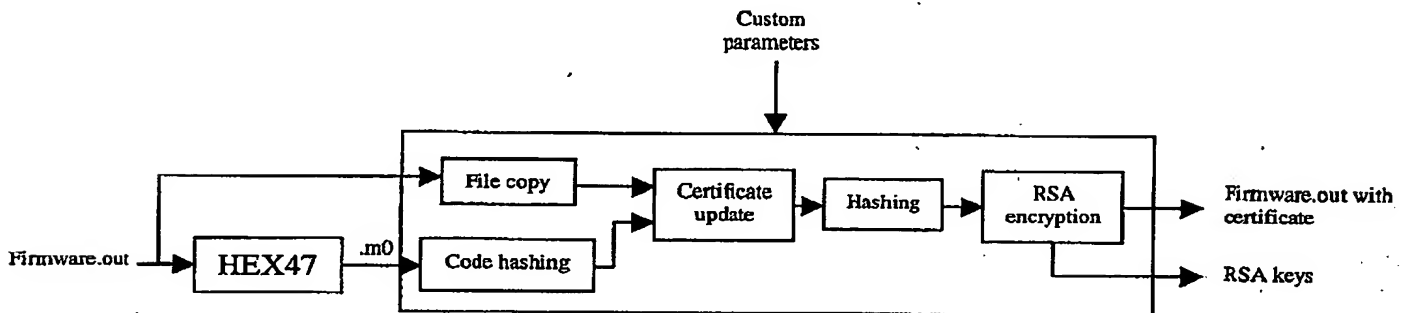 Custom
parameters
File copy
Certificate
update
Hashing
RSA
encryption
Firmware.out with
certificate
Firmware.out
HEX47
.m0
Code hashing
RSA keys